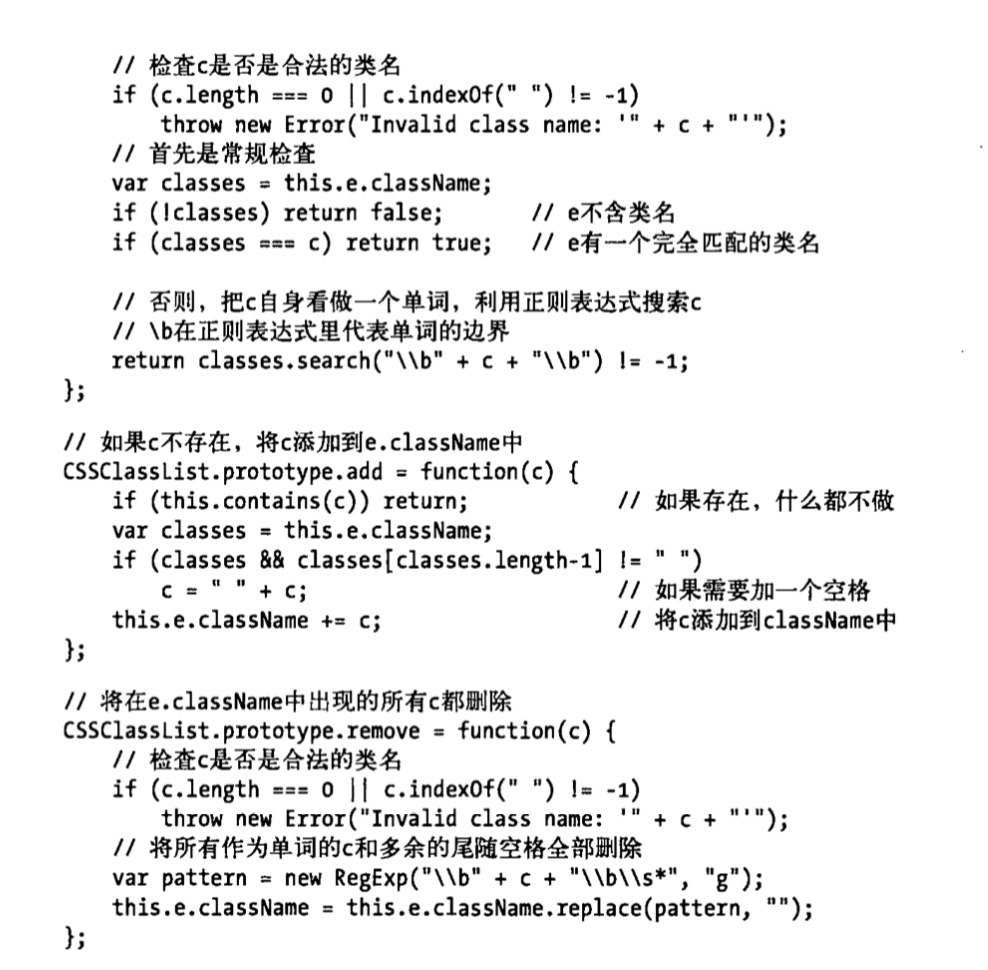 // 检查c是否是合法的类名
if (c.length === 0 || c.indexOf(" ") != -1)
throw new Error("Invalid class name: '" + c + "'");
// 首先是常规检查
var classes = this.e.className;
if (!classes) return false; // e不含类名
if (classes === c) return true; // e有一个完全匹配的类名
// 否则，把c自身看做一个单词，利用正则表达式搜索c
// \b在正则表达式里代表单词的边界
return classes.search("\\b" + c + "\\b") != -1;
};
// 如果c不存在，将c添加到e.className中
CSSClassList.prototype.add = function(c) {
if (this.contains(c)) return; // 如果存在，什么都不做
var classes = this.e.className;
if (classes && classes[classes.length-1] != " ")
c = " " + c; // 如果需要加一个空格
this.e.className += c; // 将c添加到className中
};
// 将在e.className中出现的所有c都删除
CSSClassList.prototype.remove = function(c) {
// 检查c是否是合法的类名
if (c.length === 0 || c.indexOf(" ") != -1)
throw new Error("Invalid class name: '" + c + "'");
// 将所有作为单词的c和多余的尾随空格全部删除
var pattern = new RegExp("\\b" + c + "\\b\\s*", "g");
this.e.className = this.e.className.replace(pattern, "");
};